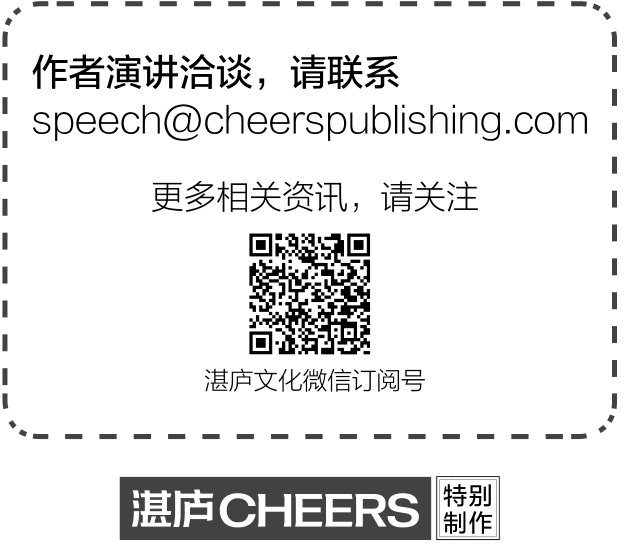 作者演讲洽谈，请联系
speech@cheerspublishing.com
更多相关资讯，请关注
湛庐文化微信订阅号
湛庐CHEERS 特别
制作